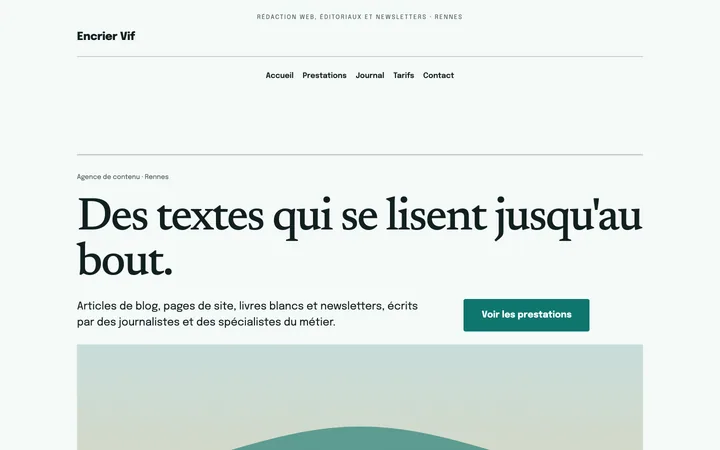 RÉDACTION WEB, ÉDITORIAUX ET NEWSLETTERS · RENNES
Encrier Vif
Accueil Prestations Journal Tarifs Contact
Agence de contenu · Rennes
Des textes qui se lisent jusqu'au
bout.
Articles de blog, pages de site, livres blancs et newsletters, écrits
par des journalistes et des spécialistes du métier.
Voir les prestations